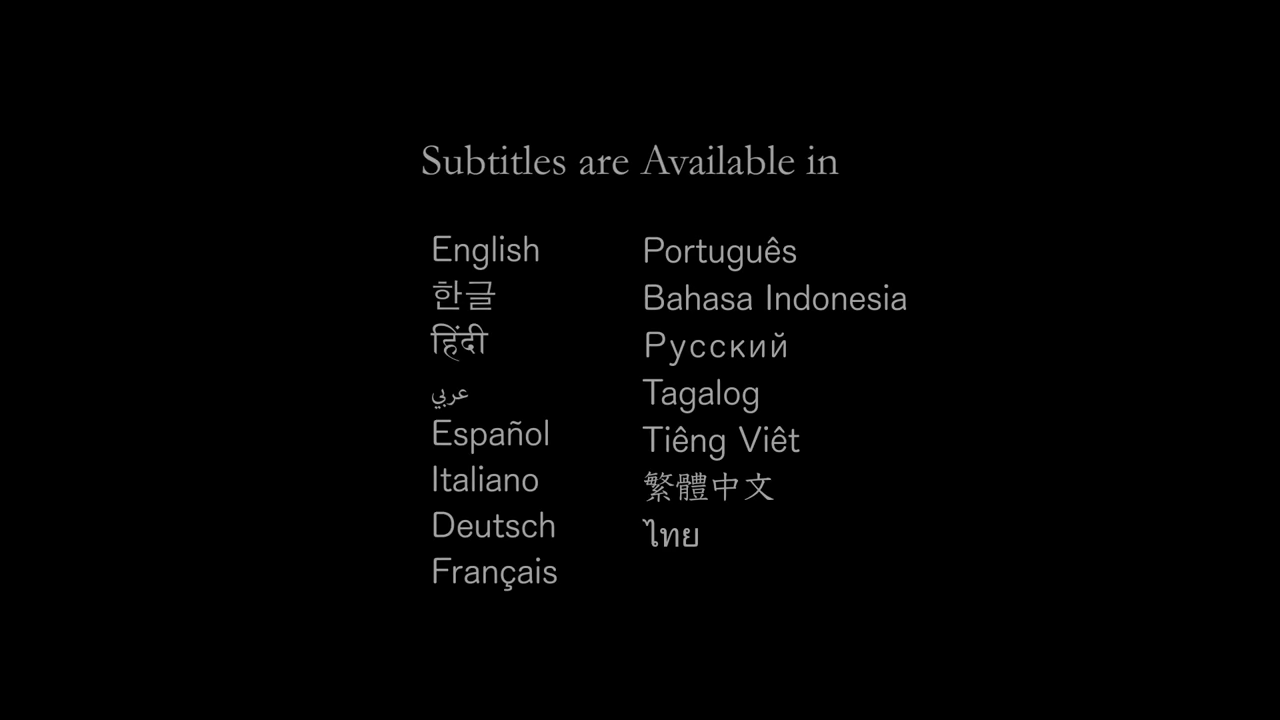 Subtitles are Available in
English
한글
हिंदी
عربي
Español
Italiano
Deutsch
Français
Português
Bahasa Indonesia
Русский
Tagalog
Tiêng Viêt
繁體中文
ไทย